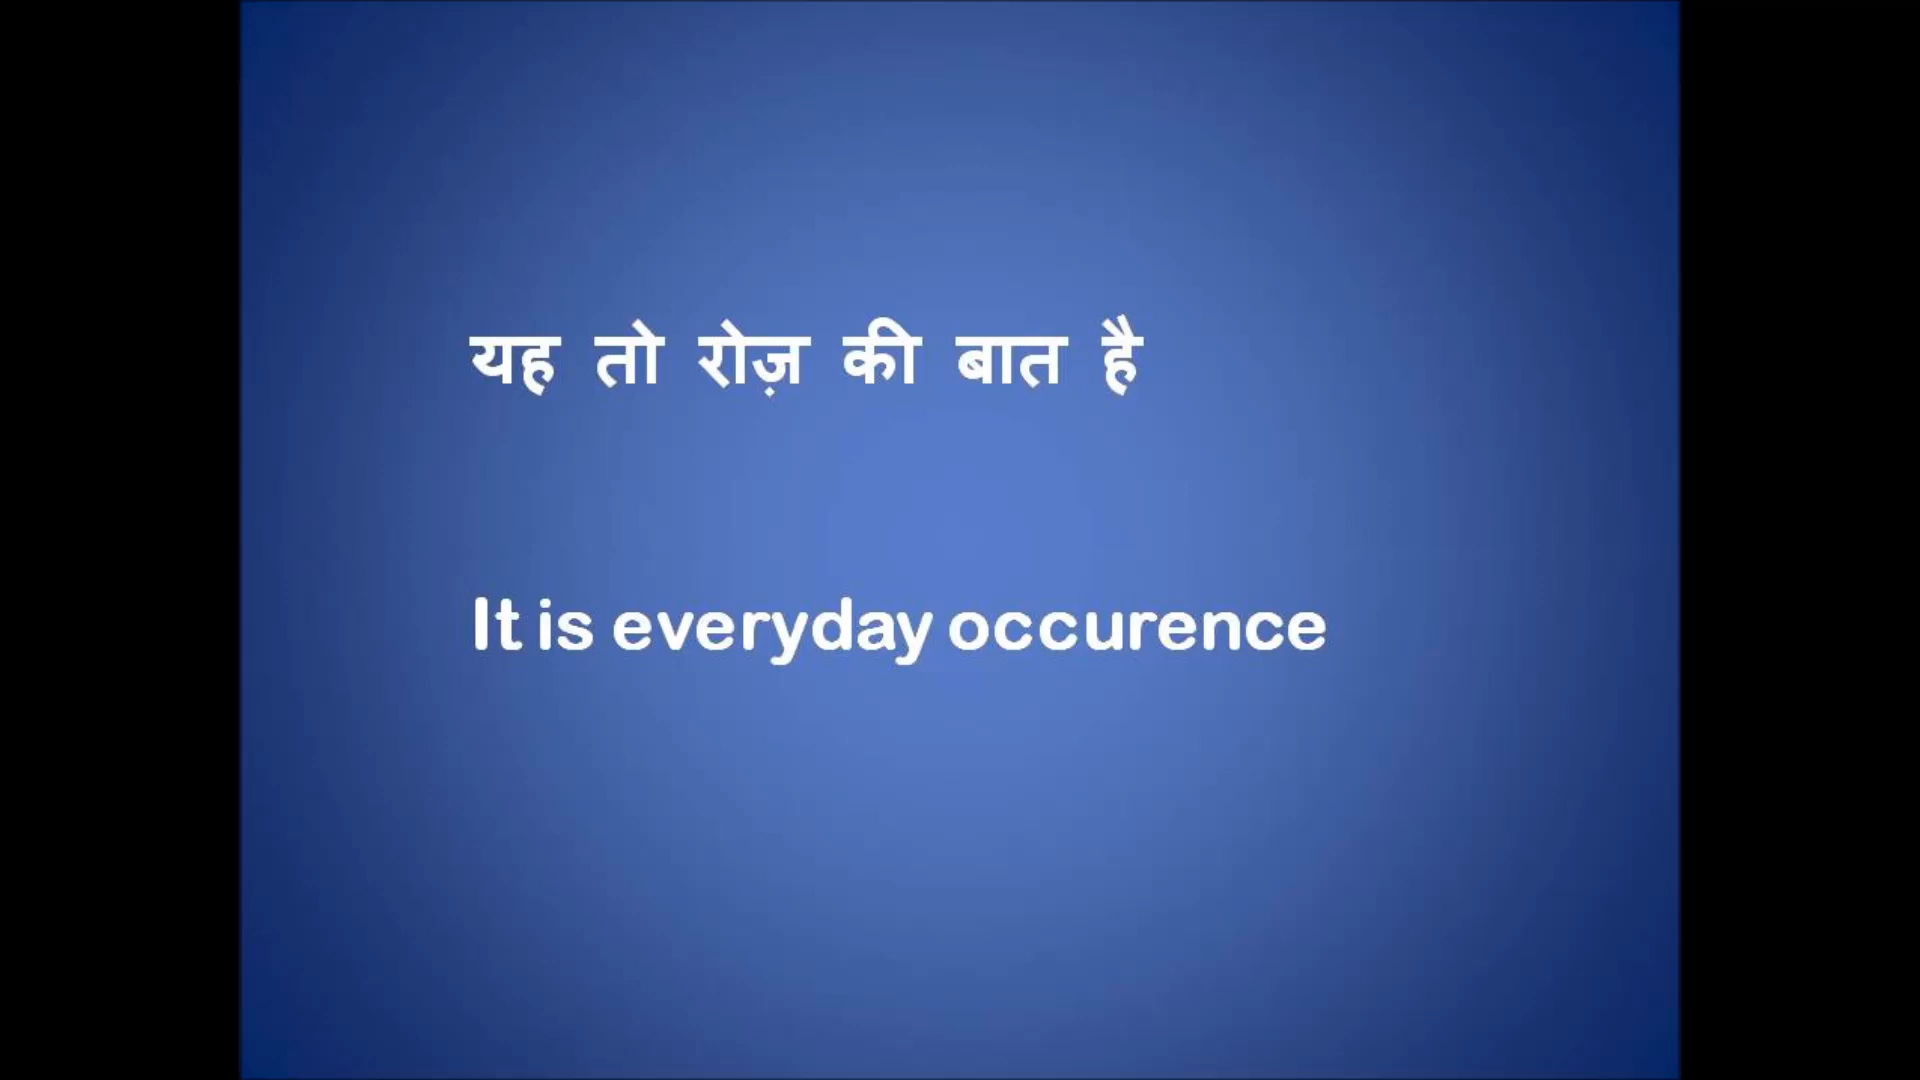 यह तो रोज़ की बात है
It is everyday occurence